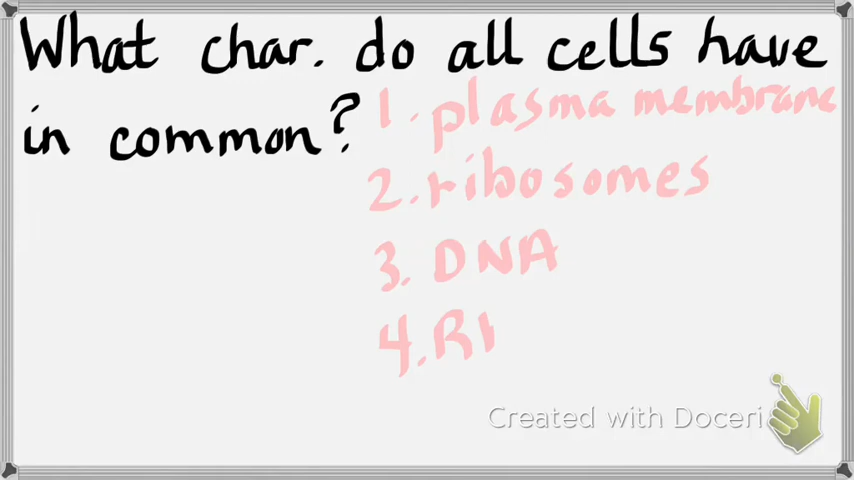 What char. do all cells have
in common?
1. plasma membrane
2. ribosomes
3. DNA
4. RI
Created with Doceri